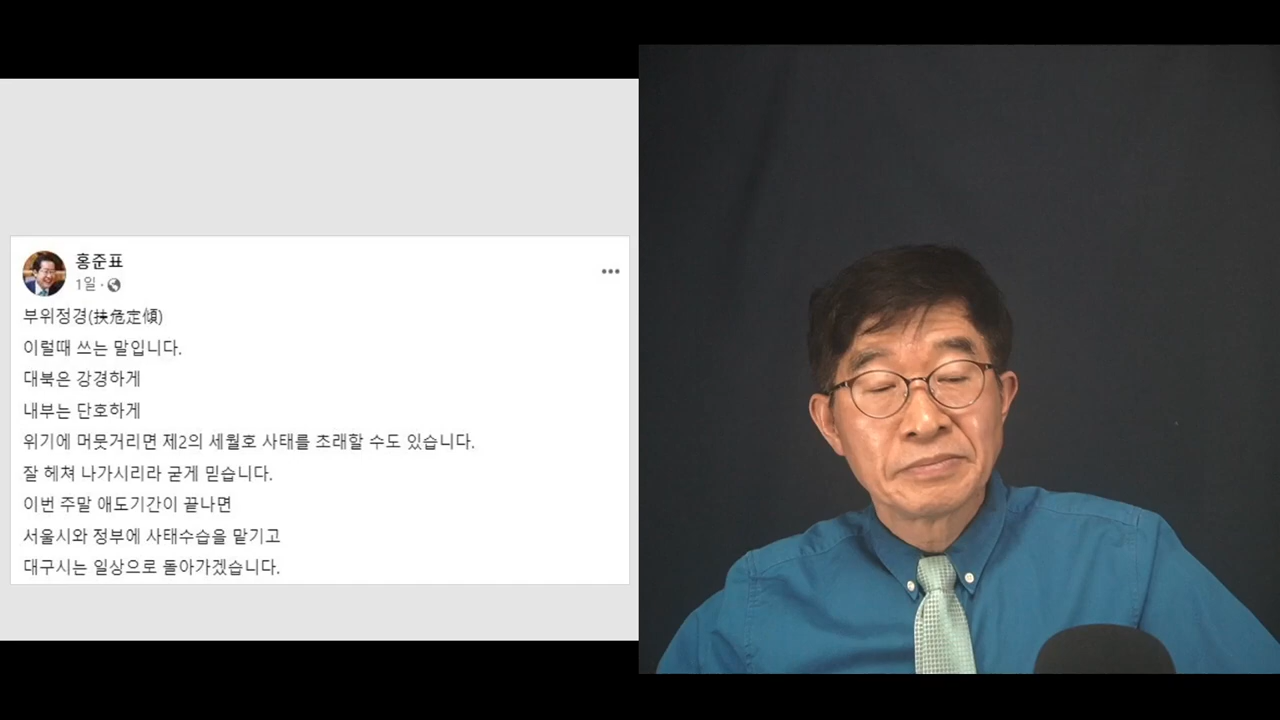 홍준표
1일 ·
부위정경(扶危定傾)
이럴때 쓰는 말입니다.
대북은 강경하게
내부는 단호하게
위기에 머뭇거리면 제2의 세월호 사태를 초래할 수도 있습니다.
잘 헤쳐 나가시리라 굳게 믿습니다.
이번 주말 애도기간이 끝나면
서울시와 정부에 사태수습을 맡기고
대구시는 일상으로 돌아가겠습니다.